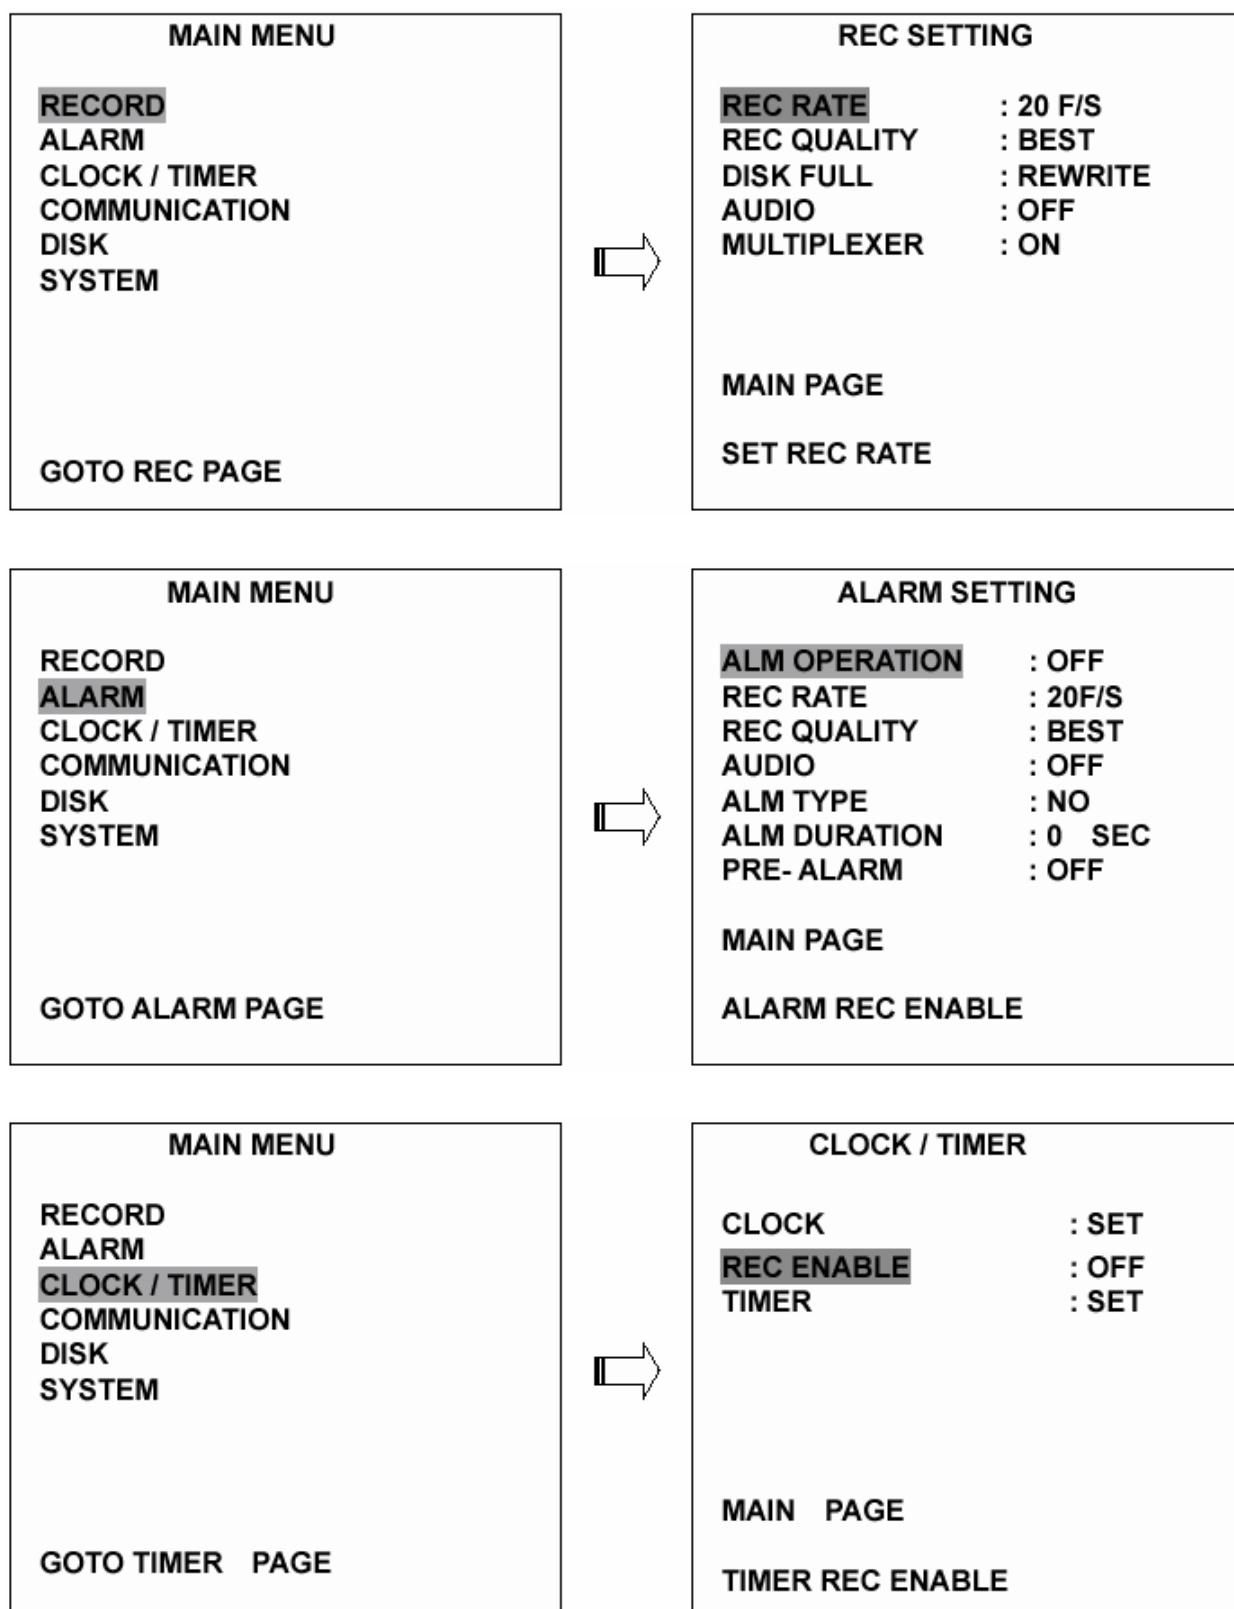 MAIN MENU
RECORD
ALARM
CLOCK / TIMER
COMMUNICATION
DISK
SYSTEM
GOTO REC PAGE
REC SETTING
REC RATE : 20 F/S
REC QUALITY : BEST
DISK FULL : REWRITE
AUDIO : OFF
MULTIPLEXER : ON
MAIN PAGE
SET REC RATE
MAIN MENU
RECORD
ALARM
CLOCK / TIMER
COMMUNICATION
DISK
SYSTEM
GOTO ALARM PAGE
ALARM SETTING
ALM OPERATION : OFF
REC RATE : 20F/S
REC QUALITY : BEST
AUDIO : OFF
ALM TYPE : NO
ALM DURATION : 0 SEC
PRE- ALARM : OFF
MAIN PAGE
ALARM REC ENABLE
MAIN MENU
RECORD
ALARM
CLOCK / TIMER
COMMUNICATION
DISK
SYSTEM
GOTO TIMER PAGE
CLOCK / TIMER
CLOCK : SET
REC ENABLE : OFF
TIMER : SET
MAIN PAGE
TIMER REC ENABLE